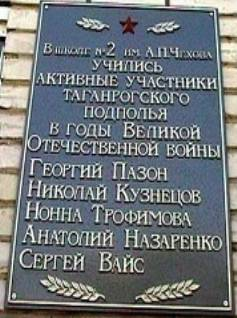 В школе №2 им. А.П.Чехова
учились
активные участники
таганрогского
подполья
в годы Великой
Отечественной войны
Георгий Пазон
Николай Кузнецов
Нонна Трофимова
Анатолий Назаренко
Сергей Вайс